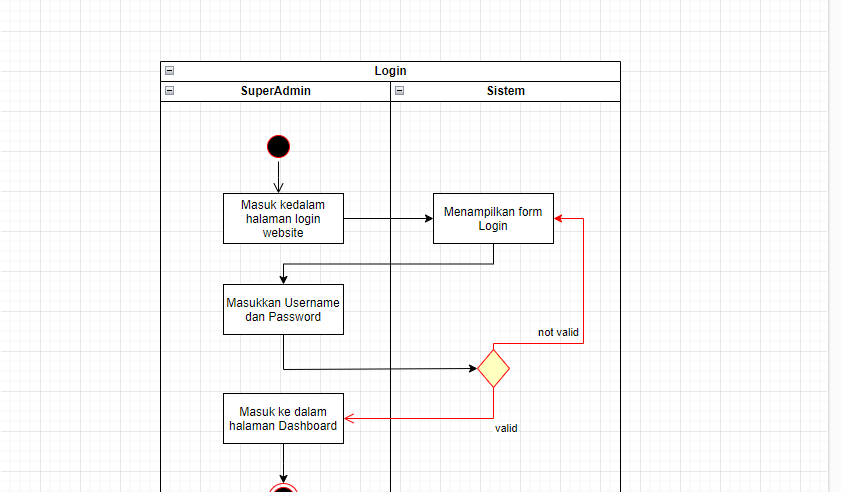 Login
SuperAdmin
Sistem
Masuk kedalam
halaman login
website
Menampilkan form
Login
Masukkan Username
dan Password
not valid
Masuk ke dalam
halaman Dashboard
valid